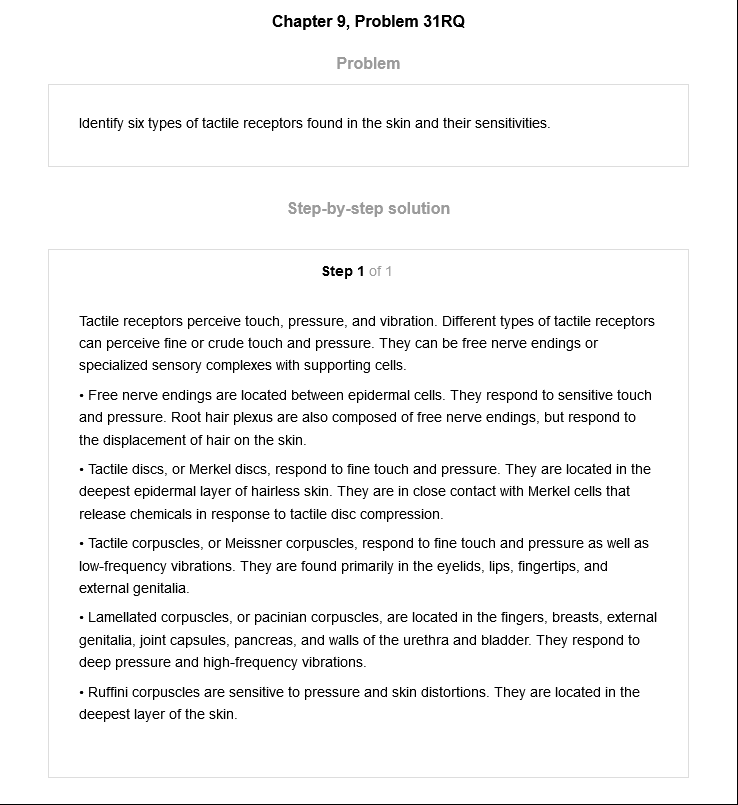 Chapter 9, Problem 31RQ
Problem
Identify six types of tactile receptors found in the skin and their sensitivities.
Step-by-step solution
Step 1 of 1
Tactile receptors perceive touch, pressure, and vibration. Different types of tactile receptors
can perceive fine or crude touch and pressure. They can be free nerve endings or
specialized sensory complexes with supporting cells.
• Free nerve endings are located between epidermal cells. They respond to sensitive touch
and pressure. Root hair plexus are also composed of free nerve endings, but respond to
the displacement of hair on the skin.
• Tactile discs, or Merkel discs, respond to fine touch and pressure. They are located in the
deepest epidermal layer of hairless skin. They are in close contact with Merkel cells that
release chemicals in response to tactile disc compression.
• Tactile corpuscles, or Meissner corpuscles, respond to fine touch and pressure as well as
low-frequency vibrations. They are found primarily in the eyelids, lips, fingertips, and
external genitalia.
• Lamellated corpuscles, or pacinian corpuscles, are located in the fingers, breasts, external
genitalia, joint capsules, pancreas, and walls of the urethra and bladder. They respond to
deep pressure and high-frequency vibrations.
• Ruffini corpuscles are sensitive to pressure and skin distortions. They are located in the
deepest layer of the skin.